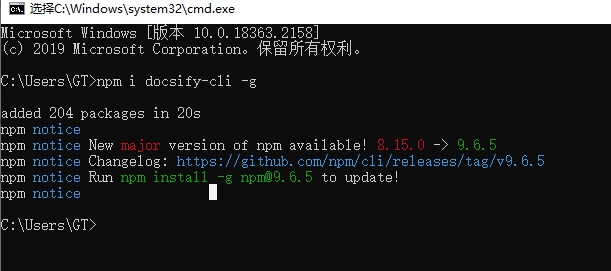 选择C:\Windows\system32\cmd.exe
Microsoft Windows [版本 10.0.18363.2158]
(c) 2019 Microsoft Corporation。保留所有权利。
C:\Users\GT>npm i docsify-cli -g
added 204 packages in 20s
npm notice
npm notice New major version of npm available! 8.15.0 -> 9.6.5
npm notice Changelog: https://github.com/npm/cli/releases/tag/v9.6.5
npm notice Run npm install -g npm@9.6.5 to update!
npm notice
C:\Users\GT>